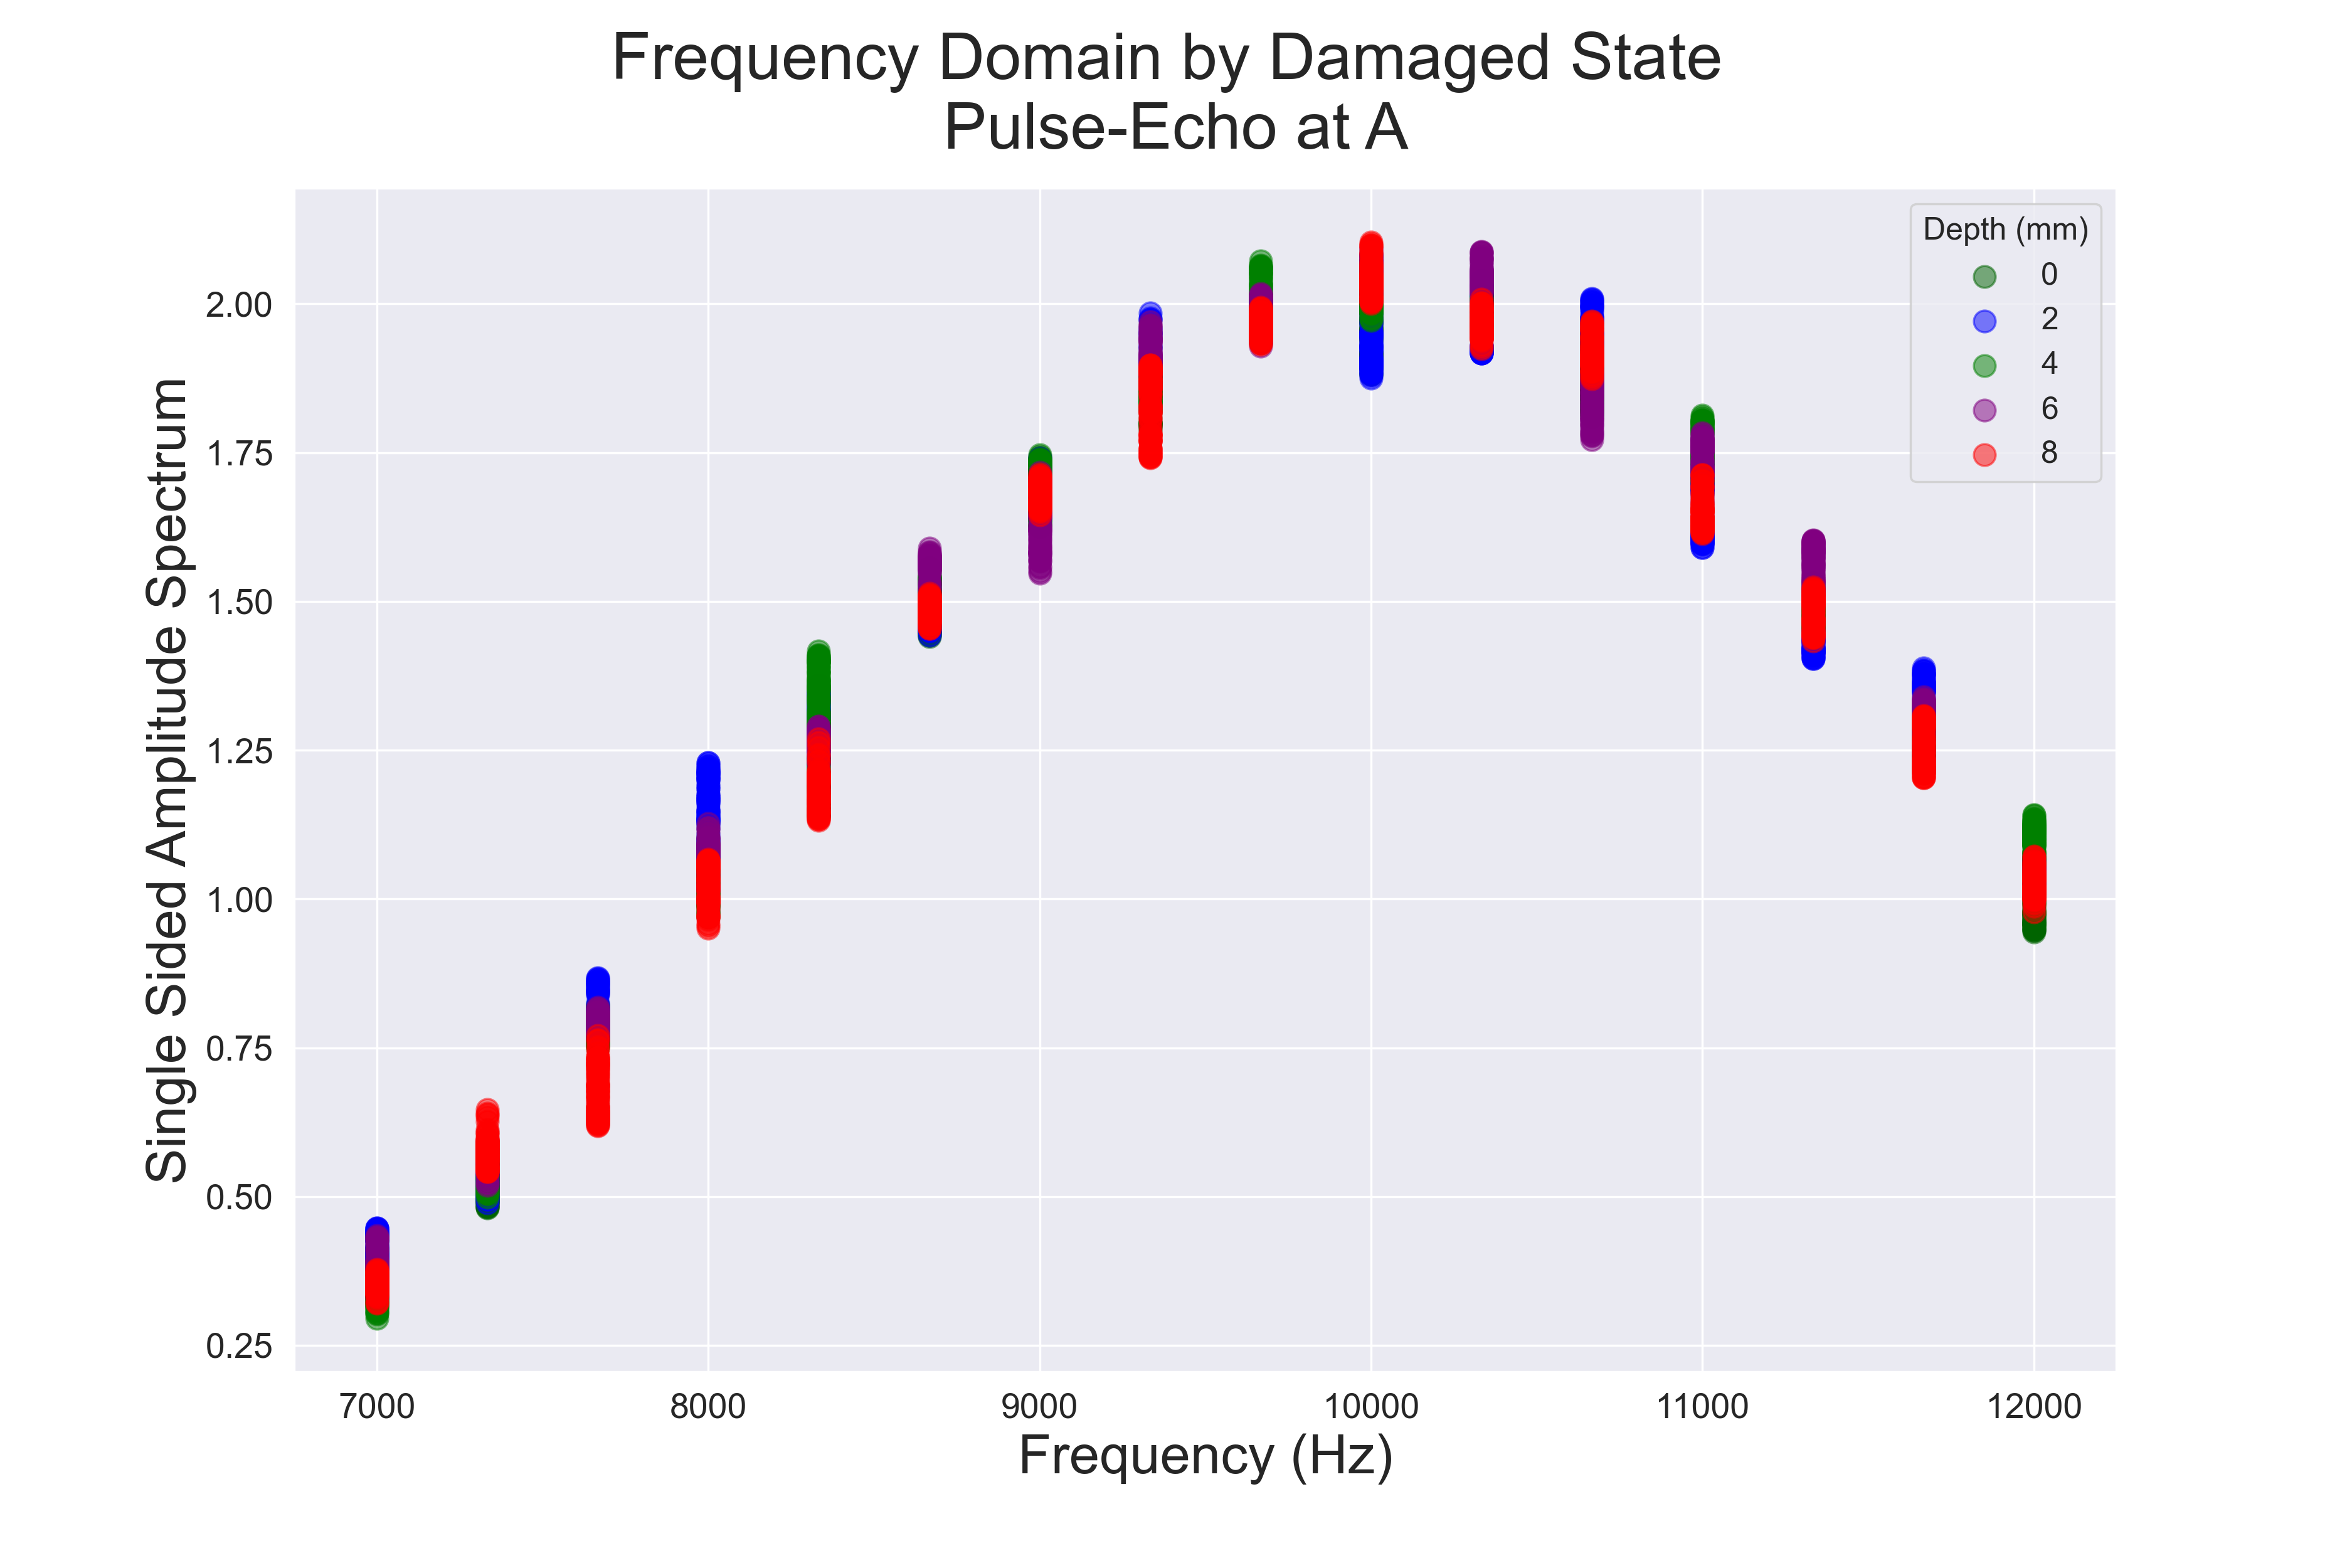 Frequency Domain by Damaged State
Pulse-Echo at A
Single Sided Amplitude Spectrum
2.00
1.75
1.50
1.25
1.00
0.75
0.50
0.25
Depth (mm)
0
2
4
6
8
7000 8000 9000 10000 11000 12000
Frequency (Hz)